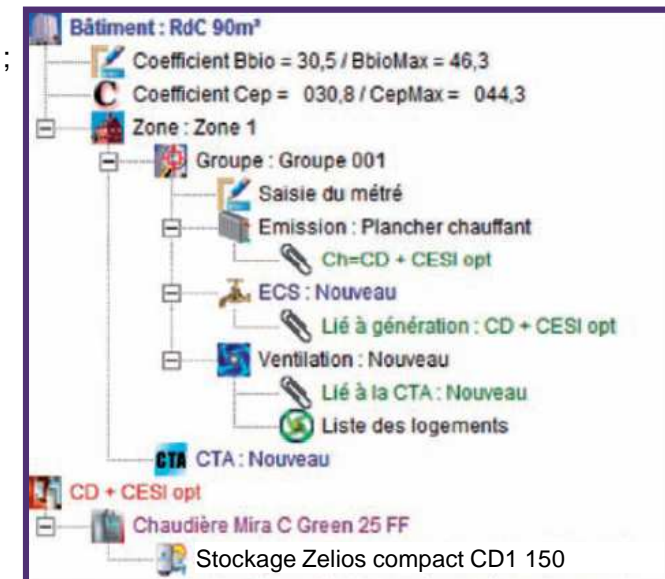 ;
Bâtiment : RdC 90m²
Coefficient Bbio = 30,5 / BbioMax = 46,3
C Coefficient Cep = 030,8 / CepMax = 044,3
Zone : Zone 1
Groupe : Groupe 001
Saisie du métré
Emission : Plancher chauffant
Ch=CD + CESI opt
ECS : Nouveau
Lié à génération : CD + CESI opt
Ventilation : Nouveau
Lié à la CTA : Nouveau
Liste des logements
CTA CTA : Nouveau
CD + CESI opt
Chaudière Mira C Green 25 FF
Stockage Zelios compact CD1 150